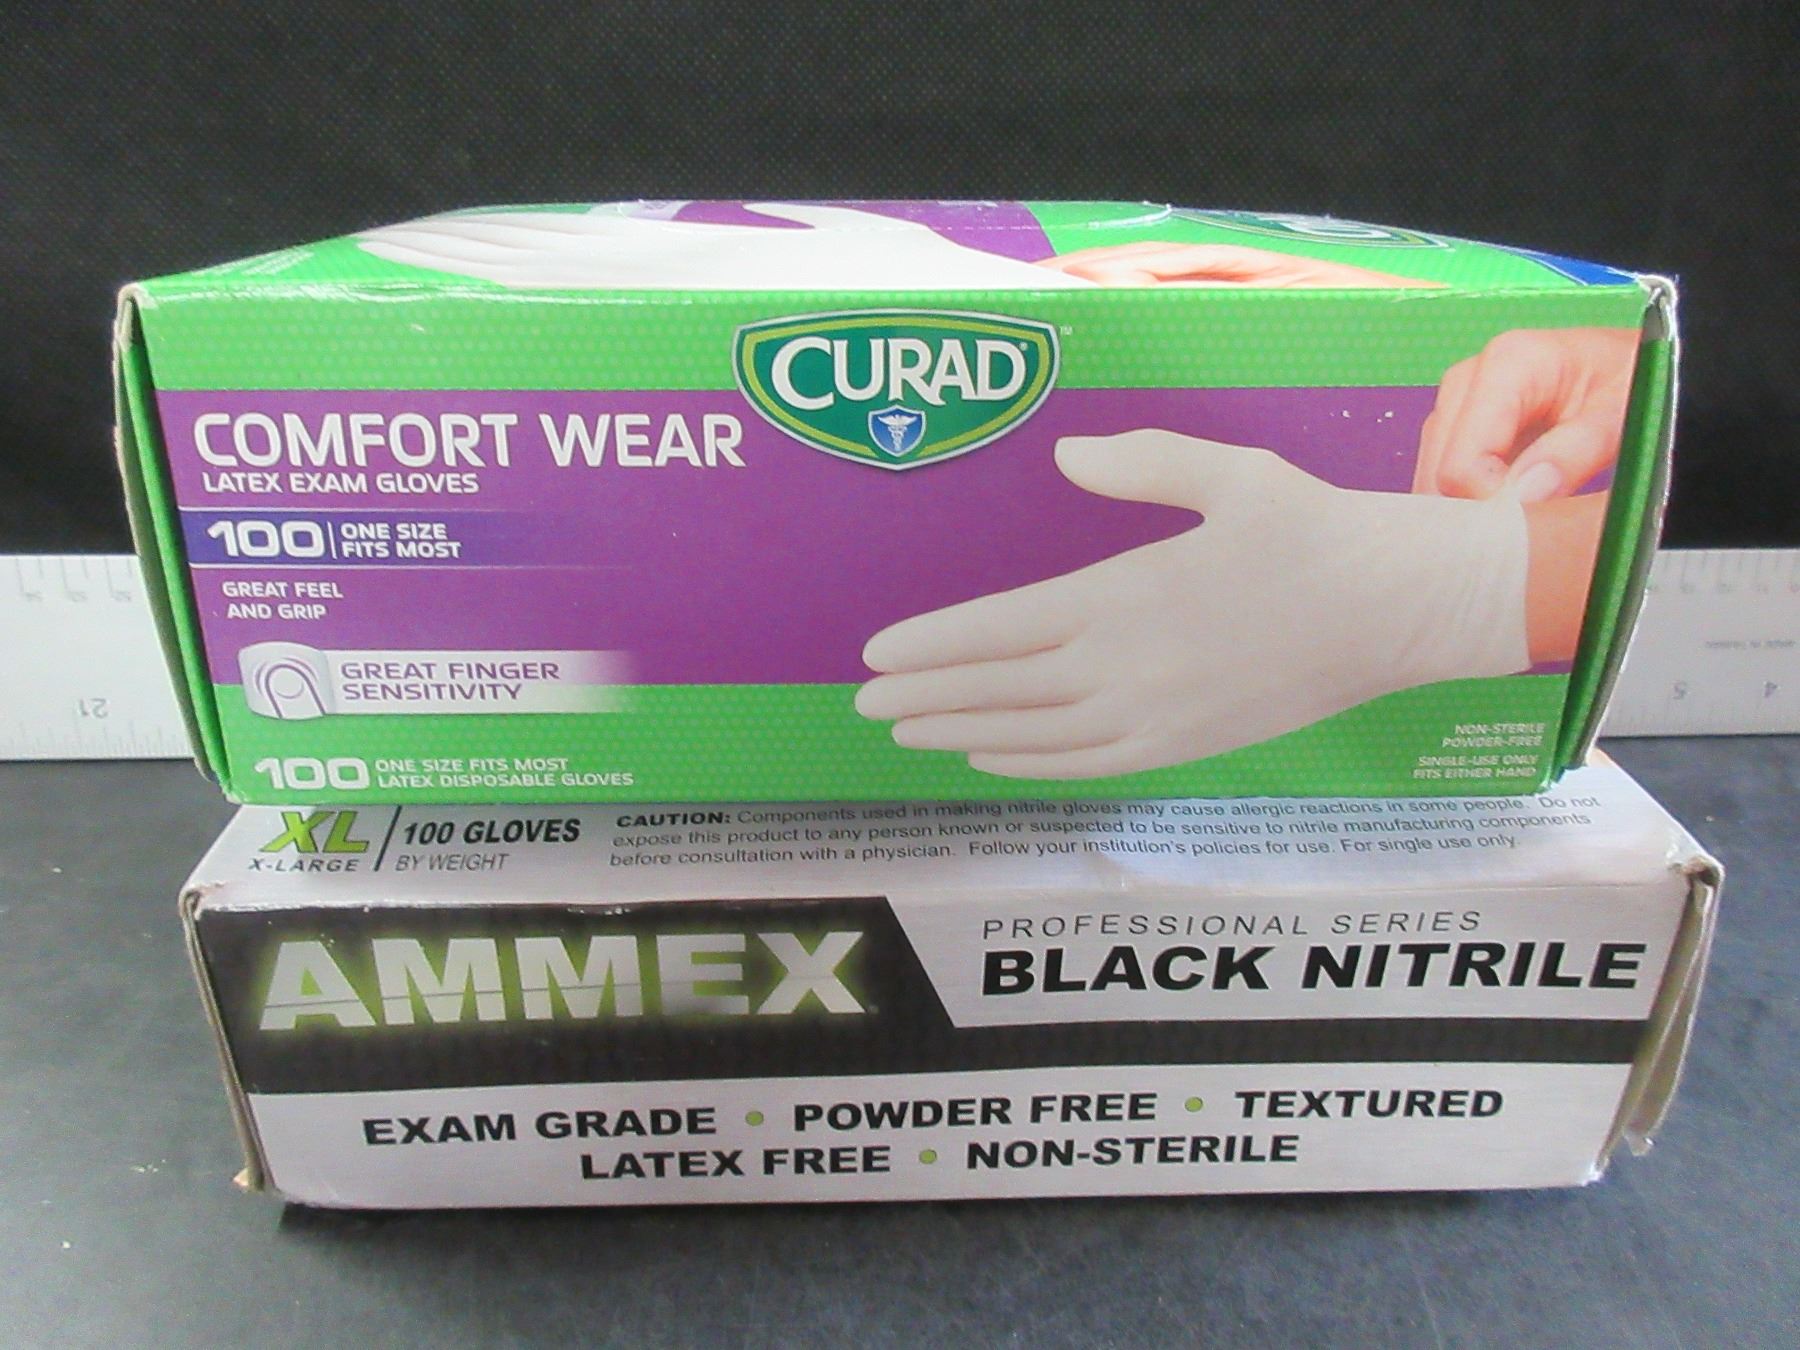 CURAD®
TM
COMFORT WEAR
LATEX EXAM GLOVES
100 ONE SIZE
FITS MOST
GREAT FEEL
AND GRIP
GREAT FINGER
SENSITIVITY
100 ONE SIZE FITS MOST
LATEX DISPOSABLE GLOVES
NON-STERILE
POWDER-FREE
SINGLE-USE ONLY
FITS EITHER HAND
21
5
4
XL
X-LARGE
100 GLOVES
BY WEIGHT
CAUTION: Components used in making nitrile gloves may cause allergic reactions in some people. Do not
expose this product to any person known or suspected to be sensitive to nitrile manufacturing components
before consultation with a physician. Follow your institution's policies for use. For single use only.
AMMEX
PROFESSIONAL SERIES
BLACK NITRILE
EXAM GRADE • POWDER FREE • TEXTURED
LATEX FREE • NON-STERILE